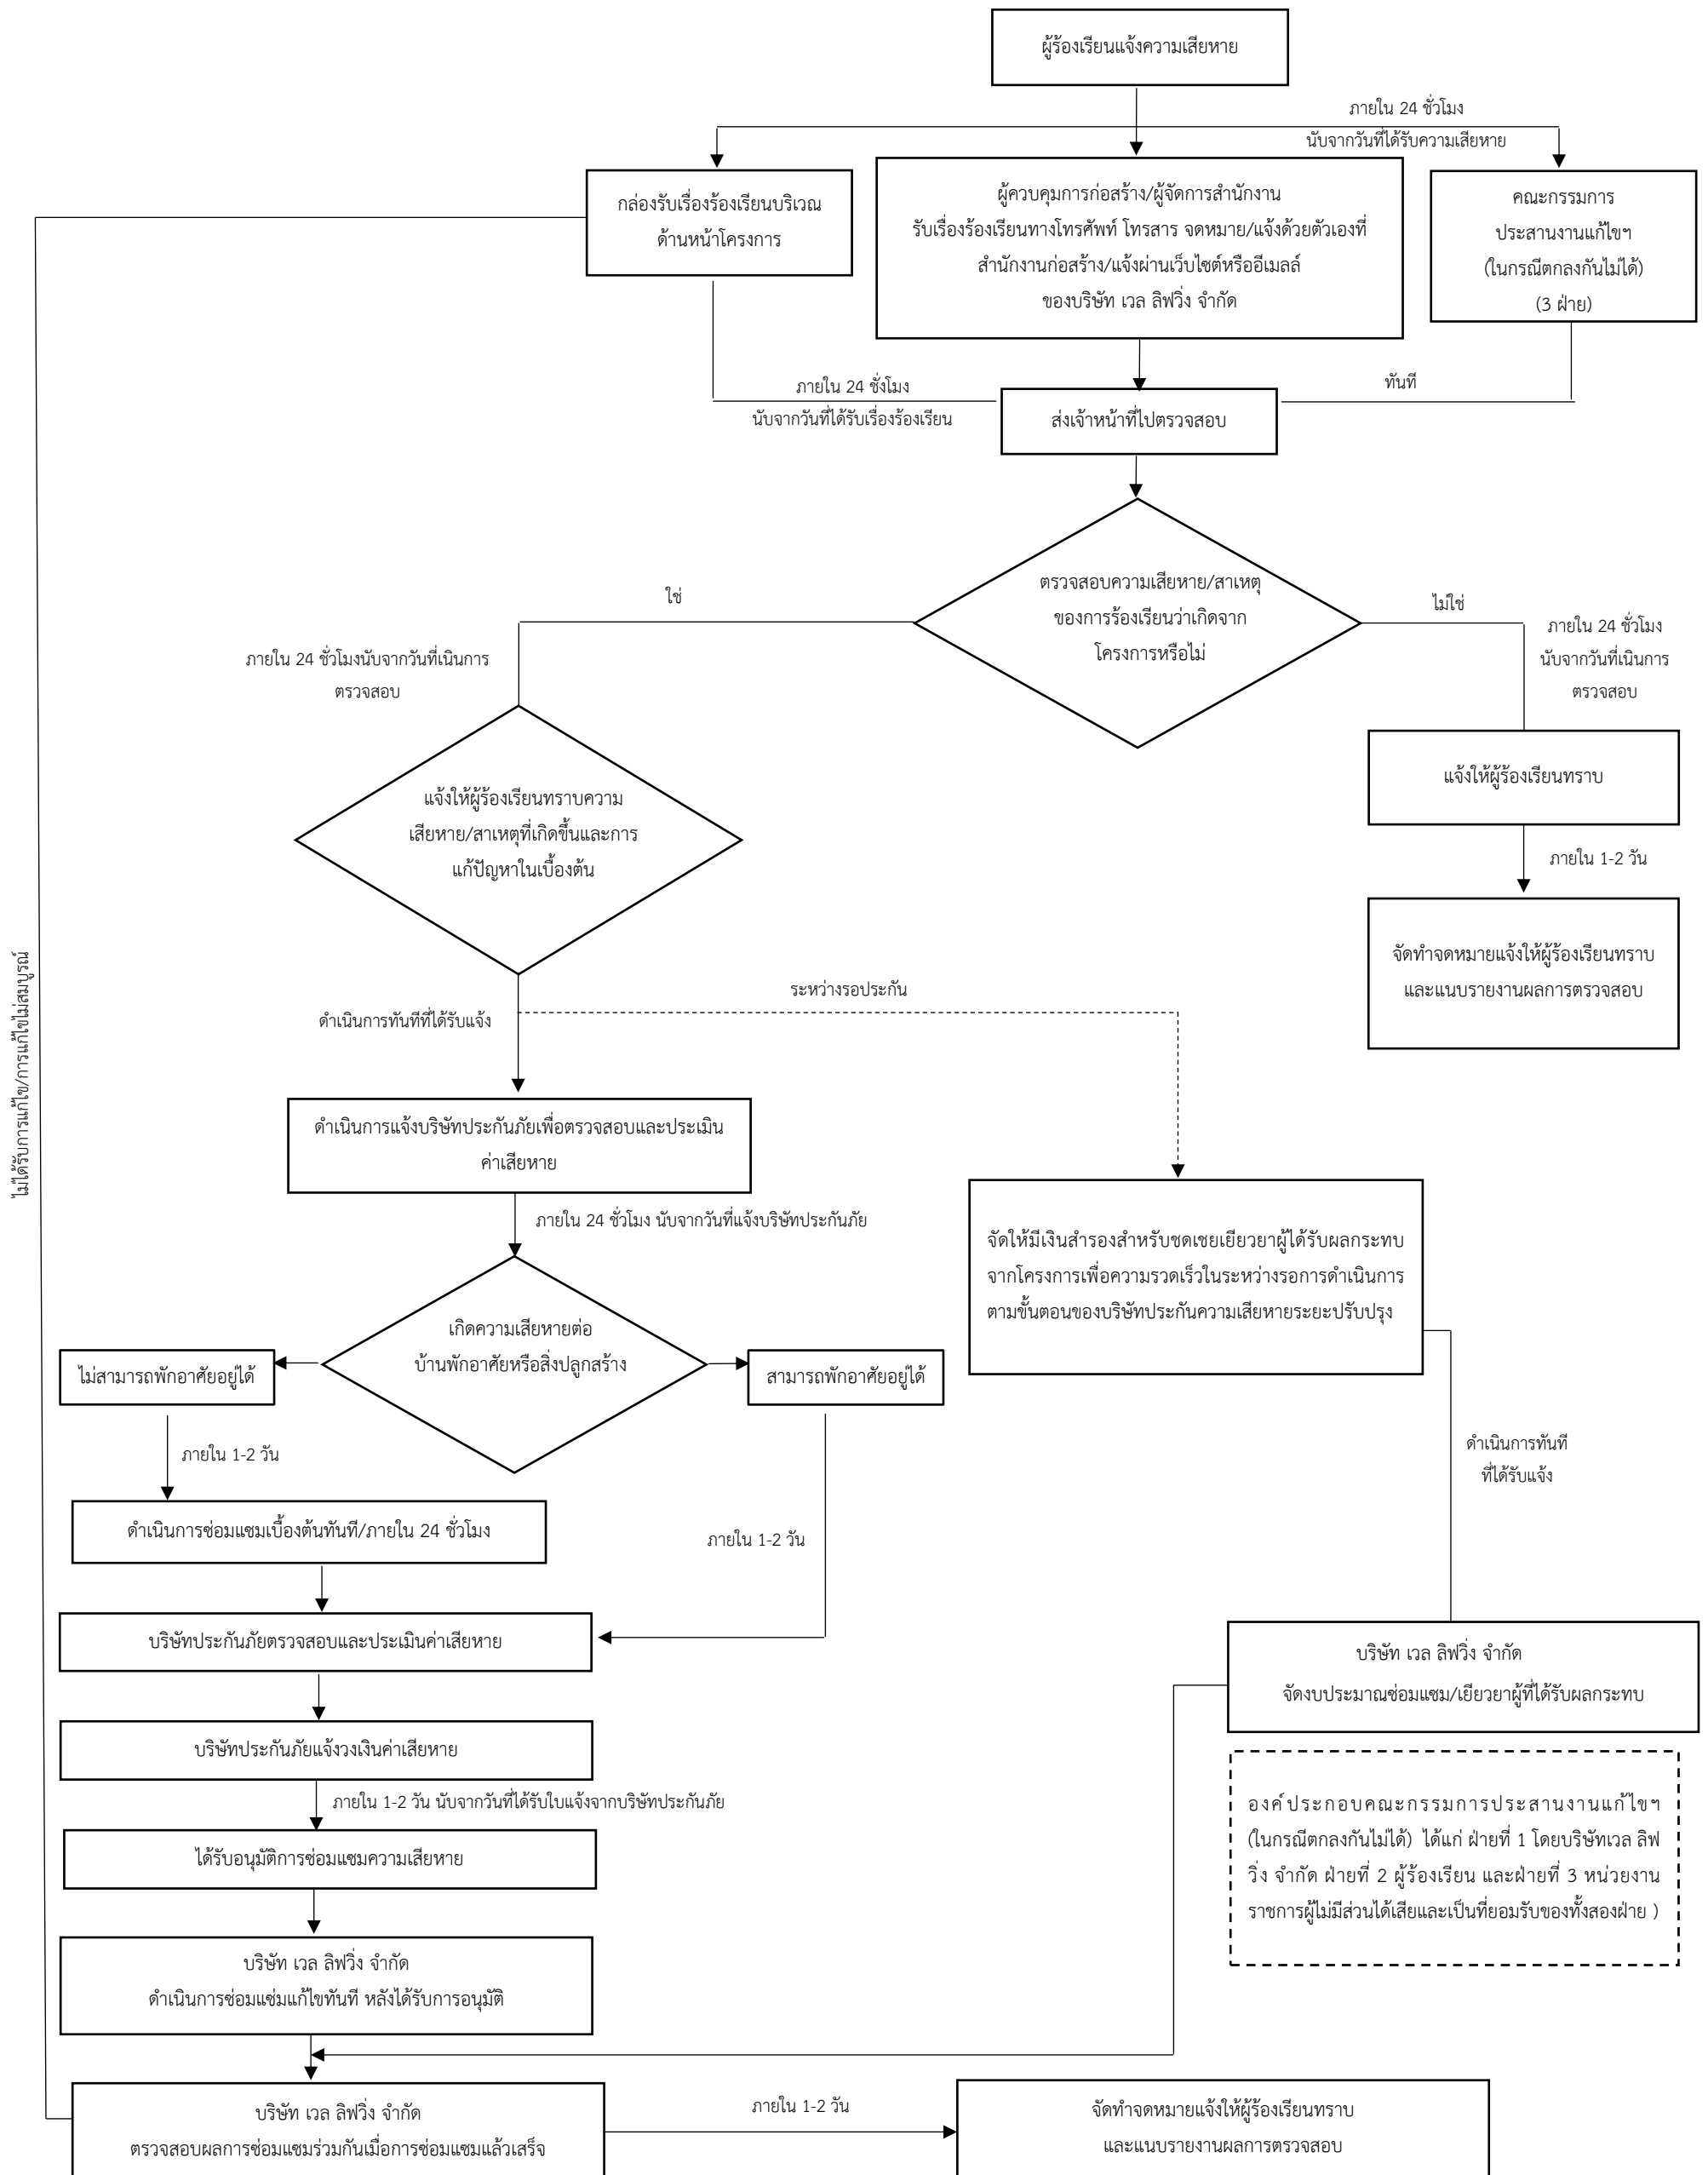 ผู้ร้องเรียนแจ้งความเสียหาย
ภายใน 24 ชั่วโมง
นับจากวันที่ได้รับความเสียหาย
กล่องรับเรื่องร้องเรียนบริเวณ
ด้านหน้าโครงการ
ผู้ควบคุมการก่อสร้าง/ผู้จัดการสำนักงาน
รับเรื่องร้องเรียนทางโทรศัพท์ โทรสาร จดหมาย/แจ้งด้วยตัวเองที่
สำนักงานก่อสร้าง/แจ้งผ่านเว็บไซต์หรืออีเมลล์
ของบริษัท เวล ลิฟวิ่ง จำกัด
คณะกรรมการ
ประสานงานแก้ไขฯ
(ในกรณีตกลงกันไม่ได้)
(3 ฝ่าย)
ภายใน 24 ชั่งโมง
นับจากวันที่ได้รับเรื่องร้องเรียน
ทันที
ส่งเจ้าหน้าที่ไปตรวจสอบ
ตรวจสอบความเสียหาย/สาเหตุ
ของการร้องเรียนว่าเกิดจาก
โครงการหรือไม่
ใช่
ไม่ใช่
ภายใน 24 ชั่วโมงนับจากวันที่เนินการ
ตรวจสอบ
ภายใน 24 ชั่วโมง
นับจากวันที่เนินการ
ตรวจสอบ
แจ้งให้ผู้ร้องเรียนทราบความ
เสียหาย/สาเหตุที่เกิดขึ้นและการ
แก้ปัญหาในเบื้องต้น
แจ้งให้ผู้ร้องเรียนทราบ
ภายใน 1-2 วัน
จัดทำจดหมายแจ้งให้ผู้ร้องเรียนทราบ
และแนบรายงานผลการตรวจสอบ
ไม่ได้รับการแก้ไข/การแก้ไขไม่สมบูรณ์
ดำเนินการทันทีที่ได้รับแจ้ง
ระหว่างรอประกัน
ดำเนินการแจ้งบริษัทประกันภัยเพื่อตรวจสอบและประเมิน
ค่าเสียหาย
ภายใน 24 ชั่วโมง นับจากวันที่แจ้งบริษัทประกันภัย
จัดให้มีเงินสำรองสำหรับชดเชยเยียวยาผู้ได้รับผลกระทบ
จากโครงการเพื่อความรวดเร็วในระหว่างรอการดำเนินการ
ตามขั้นตอนของบริษัทประกันความเสียหายระยะปรับปรุง
เกิดความเสียหายต่อ
บ้านพักอาศัยหรือสิ่งปลูกสร้าง
ไม่สามารถพักอาศัยอยู่ได้
สามารถพักอาศัยอยู่ได้
ภายใน 1-2 วัน
ดำเนินการทันที
ที่ได้รับแจ้ง
ดำเนินการซ่อมแซมเบื้องต้นทันที/ภายใน 24 ชั่วโมง
ภายใน 1-2 วัน
บริษัทประกันภัยตรวจสอบและประเมินค่าเสียหาย
บริษัท เวล ลิฟวิ่ง จำกัด
จัดงบประมาณซ่อมแซม/เยียวยาผู้ที่ได้รับผลกระทบ
บริษัทประกันภัยแจ้งวงเงินค่าเสียหาย
ภายใน 1-2 วัน นับจากวันที่ได้รับใบแจ้งจากบริษัทประกันภัย
องค์ประกอบคณะกรรมการประสานงานแก้ไขฯ
(ในกรณีตกลงกันไม่ได้) ได้แก่ ฝ่ายที่ 1 โดยบริษัทเวล ลิฟ
วิ่ง จำกัด ฝ่ายที่ 2 ผู้ร้องเรียน และฝ่ายที่ 3 หน่วยงาน
ราชการผู้ไม่มีส่วนได้เสียและเป็นที่ยอมรับของทั้งสองฝ่าย )
ได้รับอนุมัติการซ่อมแซมความเสียหาย
บริษัท เวล ลิฟวิ่ง จำกัด
ดำเนินการซ่อมแซ่มแก้ไขทันที หลังได้รับการอนุมัติ
บริษัท เวล ลิฟวิ่ง จำกัด
ตรวจสอบผลการซ่อมแซมร่วมกันเมื่อการซ่อมแซมแล้วเสร็จ
ภายใน 1-2 วัน
จัดทำจดหมายแจ้งให้ผู้ร้องเรียนทราบ
และแนบรายงานผลการตรวจสอบ